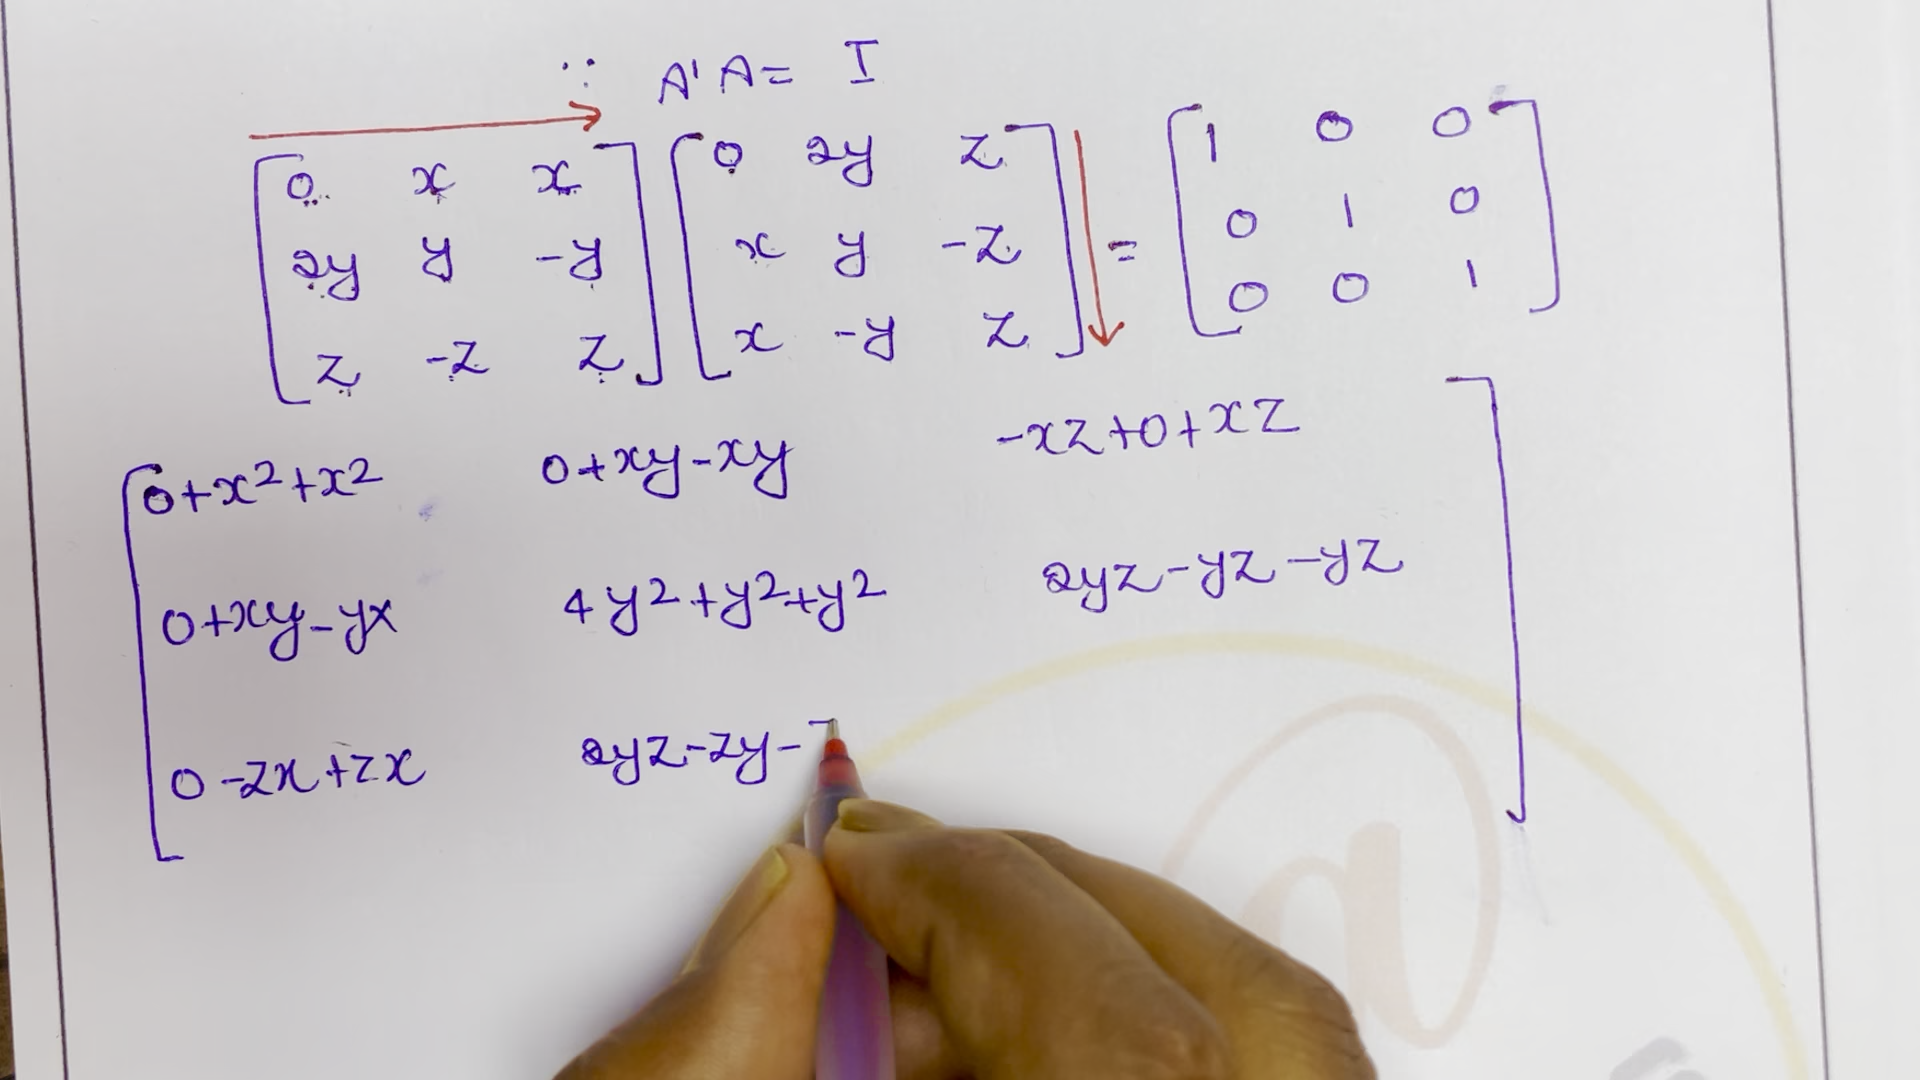 ∵ A'A = I
[0 x x] [0 2y z] = [1 0 0]
[2y y -y] [x y -z] [0 1 0]
[z -z z] [x -y z] [0 0 1]
[0+x²+x² 0+xy-xy -xz+0+xz]
[0+xy-yx 4y²+y²+y² 2yz-yz-yz]
[0-zx+zx 2yz-zy-